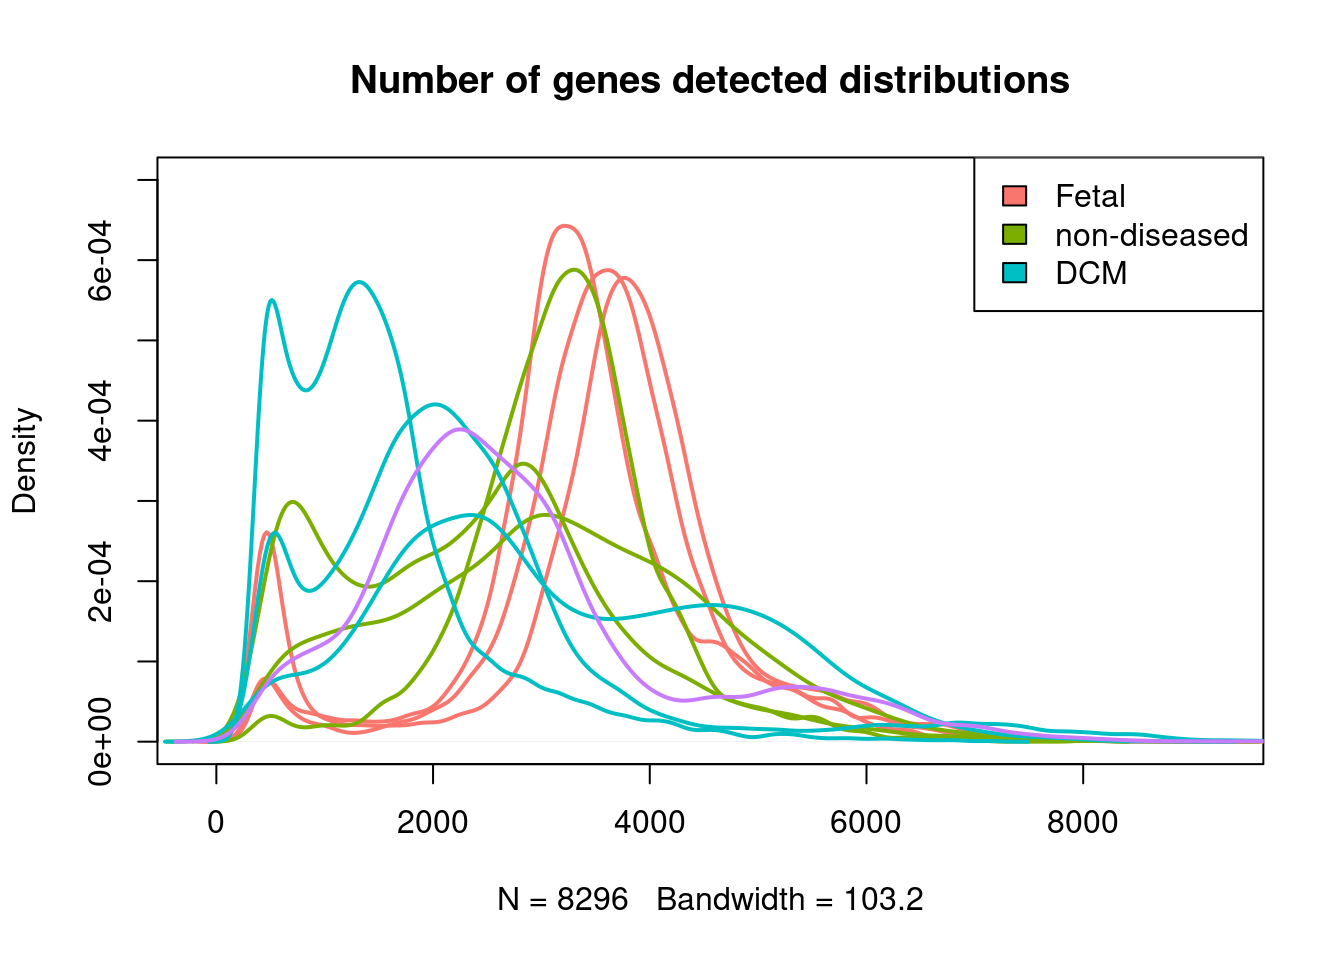 Number of genes detected distributions
Fetal
non-diseased
DCM
Density
0e+00
2e-04
4e-04
6e-04
0
2000
4000
6000
8000
N = 8296   Bandwidth = 103.2